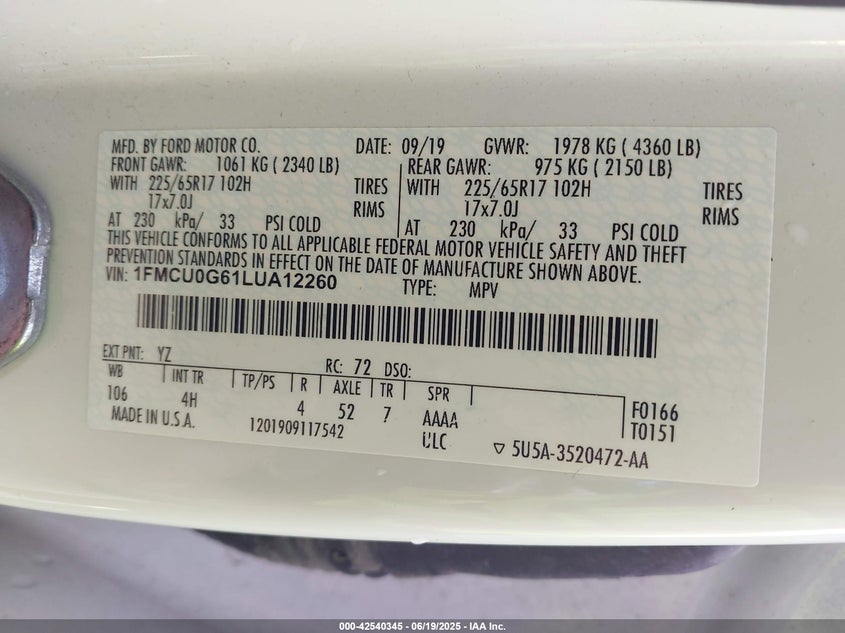 MFD. BY FORD MOTOR CO. DATE: 09/19 GVWR: 1978 KG ( 4360 LB)
FRONT GAWR: 1061 KG ( 2340 LB) REAR GAWR: 975 KG ( 2150 LB)
WITH 225/65R17 102H TIRES WITH 225/65R17 102H TIRES
17x7.0J RIMS 17x7.0J RIMS
AT 230 kPa/ 33 PSI COLD AT 230 kPa/ 33 PSI COLD
THIS VEHICLE CONFORMS TO ALL APPLICABLE FEDERAL MOTOR VEHICLE SAFETY AND THEFT
PREVENTION STANDARDS IN EFFECT ON THE DATE OF MANUFACTURE SHOWN ABOVE.
VIN: 1FMCU0G61LUA12260 TYPE: MPV
EXT PNT: YZ RC: 72 DSO:
WB INT TR TP/PS R AXLE TR SPR
106 4H 4 52 7 AAAA F0166
MADE IN U.S.A. 1201909117542 ULC T0151
▽ 5U5A-3520472-AA
000-42540345 | 06/19/2025 - IAA Inc.